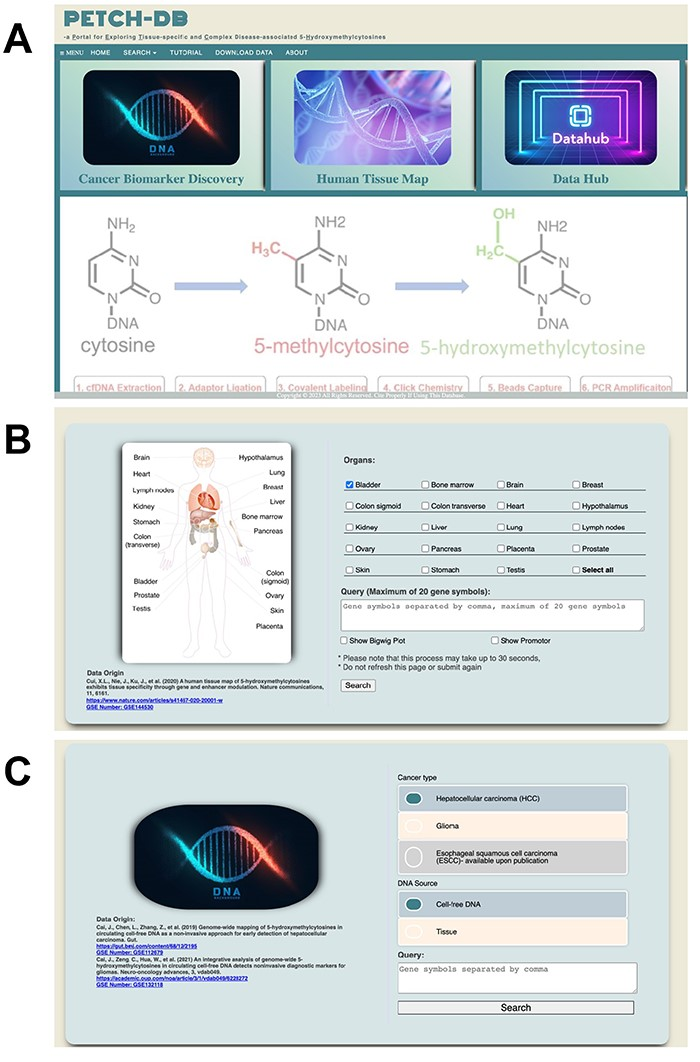 A
PETCH-DB
-a Portal for Exploring Tissue-specific and Complex Disease-associated 5-Hydroxymethylcytosines
≡ MENU HOME SEARCH TUTORIAL DOWNLOAD DATA ABOUT
DNA
Datahub
Cancer Biomarker Discovery
Human Tissue Map
Data Hub
NH2
N
N
O
DNA
cytosine
H3C
NH2
N
N
O
DNA
5-methylcytosine
OH
H2C
NH2
N
N
O
DNA
5-hydroxymethylcytosine
1. cfDNA Extraction
2. Adaptor Ligation
3. Covalent Labeling
4. Click Chemistry
5. Beads Capture
6. PCR Amplificaiton
Copyright © 2023 All Rights Reserved, Cite Properly If Using This Database.
B
Brain
Heart
Lymph nodes
Kidney
Stomach
Colon
(transverse)
Bladder
Prostate
Testis
Hypothalamus
Lung
Breast
Liver
Bone marrow
Pancreas
Colon
(sigmoid)
Ovary
Skin
Placenta
Data Origin
Cui, X.L., Nie, J., Ku, J., et al. (2020) A human tissue map of 5-hydroxymethylcytosines
exhibits tissue specificity through gene and enhancer modulation. Nature communications,
11, 6161.
https://www.nature.com/articles/s41467-020-20001-w
GSE Number: GSE144530
Organs:
Bladder Bone marrow Brain Breast
Colon sigmoid Colon transverse Heart Hypothalamus
Kidney Liver Lung Lymph nodes
Ovary Pancreas Placenta Prostate
Skin Stomach Testis Select all
Query (Maximum of 20 gene symbols):
Gene symbols separated by comma, maximum of 20 gene symbols
Show Bigwig Plot Show Promotor
* Please note that this process may take up to 30 seconds,
* Do not refresh this page or submit again
Search
C
DNA
Data Origin:
Cai, J., Chen, L., Zhang, Z., et al. (2019) Genome-wide mapping of 5-hydroxymethylcytosines in
circulating cell-free DNA as a non-invasive approach for early detection of hepatocellular
carcinoma. Gut.
https://gut.bmj.com/content/68/12/2195
GSE Number: GSE112679
Cai, J., Zeng, C., Hua, W., et al. (2021) An integrative analysis of genome-wide 5-
hydroxymethylcytosines in circulating cell-free DNA detects noninvasive diagnostic markers for
gliomas. Neuro-oncology advances, 3, vdab049.
https://academic.oup.com/noa/article/3/1/vdab049/6225272
GSE Number: GSE132118
Cancer type
Hepatocellular carcinoma (HCC)
Glioma
Esophageal squamous cell carcinoma
(ESCC)- available upon publication
DNA Source
Cell-free DNA
Tissue
Query:
Gene symbols separated by comma
Search